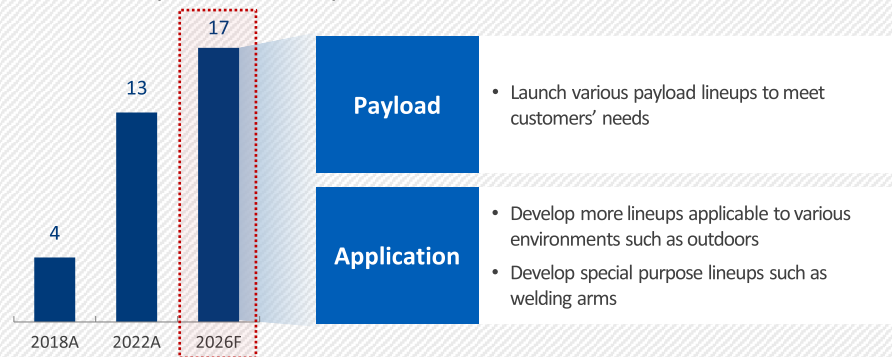 17
13
4
2018A
2022A
2026F
Payload
• Launch various payload lineups to meet
customers’ needs
Application
• Develop more lineups applicable to various
environments such as outdoors
• Develop special purpose lineups such as
welding arms